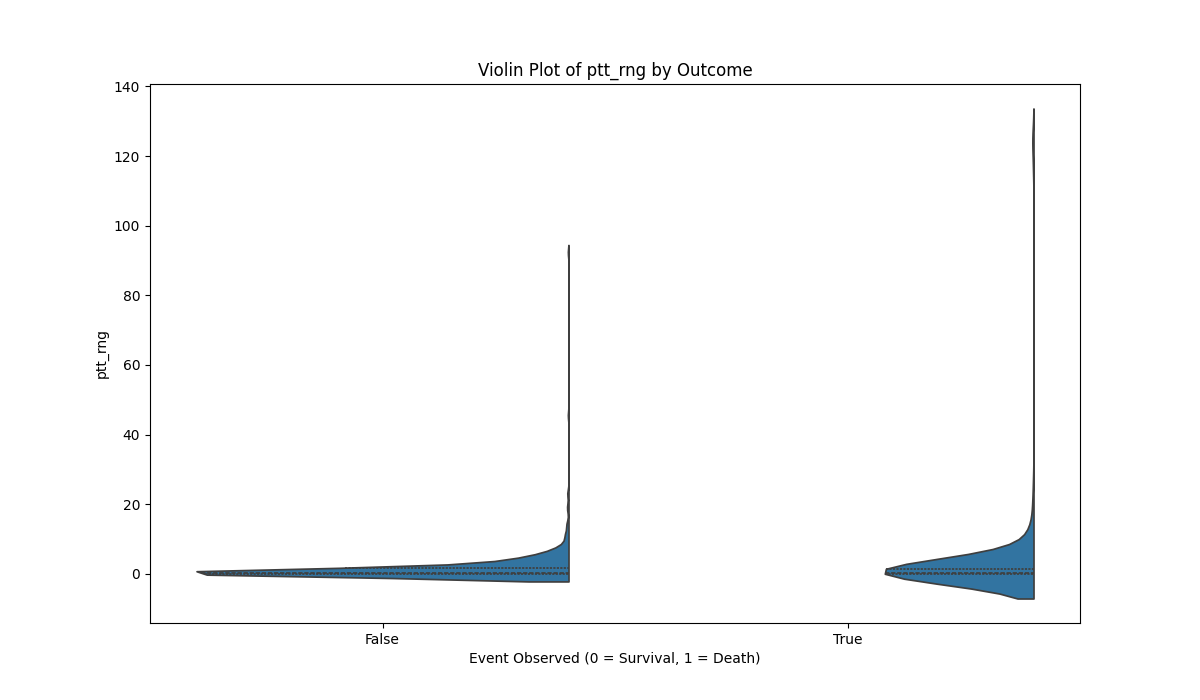 Violin Plot of ptt_rng by Outcome
140
120
100
80
60
40
20
0
ptt_rng
False
True
Event Observed (0 = Survival, 1 = Death)